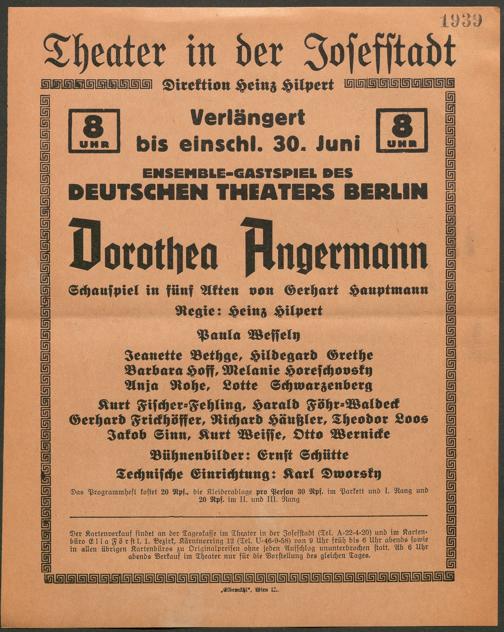 1939
Theater in der Josefstadt
Direktion Heinz Hilpert
8 UHR
Verlängert
bis einschl. 30. Juni
8 UHR
ENSEMBLE-GASTSPIEL DES
DEUTSCHEN THEATERS BERLIN
Dorothea Angermann
Schauspiel in fünf Akten von Gerhart Hauptmann
Regie: Heinz Hilpert
Paula Wessely
Jeanette Bethge, Hildegard Grethe
Barbara Hoff, Melanie Horeschovsky
Anja Rohe, Lotte Schwarzenberg
Kurt Fischer-Fehling, Harald Föhr-Waldeck
Gerhard Frickhöffer, Richard Häußler, Theodor Loos
Jakob Sinn, Kurt Weisse, Otto Wernicke
Bühnenbilder: Ernst Schütte
Technische Einrichtung: Karl Dworsky
Das Programmheft kostet 20 Rpf., die Kleiderablage pro Person 30 Rpf. im Parkett und I. Rang und
20 Rpf. im II. und III. Rang
Der Kartenverkauf findet an der Tageskasse im Theater in der Josefstadt (Tel. A-22-4-20) und im Karten-
büro Ella Förstl, I. Bezirk, Kärntnerring 12 (Tel. U-46-9-58) von 9 Uhr früh bis 6 Uhr abends sowie
in allen übrigen Kartenbüros zu Originalpreisen ohne jeden Aufschlag ununterbrochen statt. Ab 6 Uhr
abends Verkauf im Theater nur für die Vorstellung des gleichen Tages.
„Elbemühl“, Wien